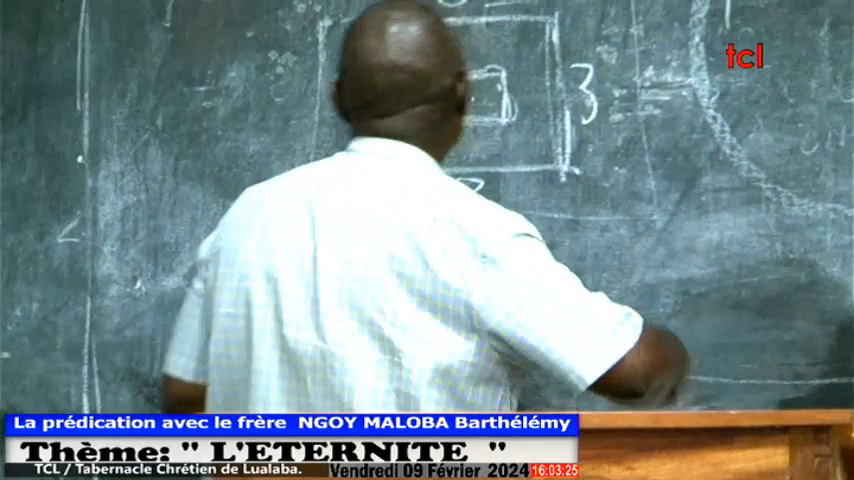 tcl
3
La prédication avec le frère NGOY MALOBA Barthélémy
Thème: " L'ETERNITE "
TCL / Tabernacle Chrétien de Lualaba. Vendredi 09 Février 2024 16:03:25